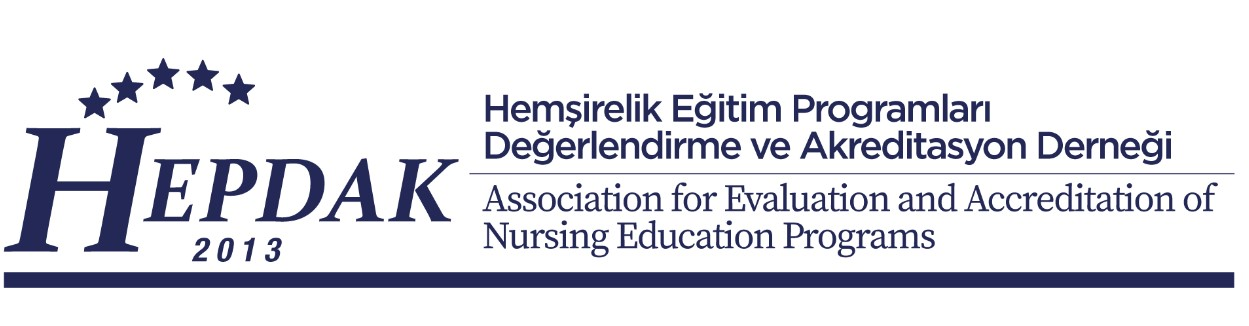 HEPDAK
2013
Hemşirelik Eğitim Programları
Değerlendirme ve Akreditasyon Derneği
Association for Evaluation and Accreditation of
Nursing Education Programs